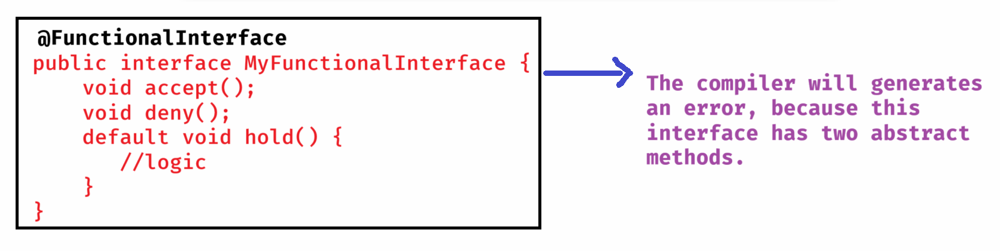 @FunctionalInterface
public interface MyFunctionalInterface {
    void accept();
    void deny();
    default void hold() {
       //logic
    }
}
The compiler will generates
an error, because this
interface has two abstract
methods.